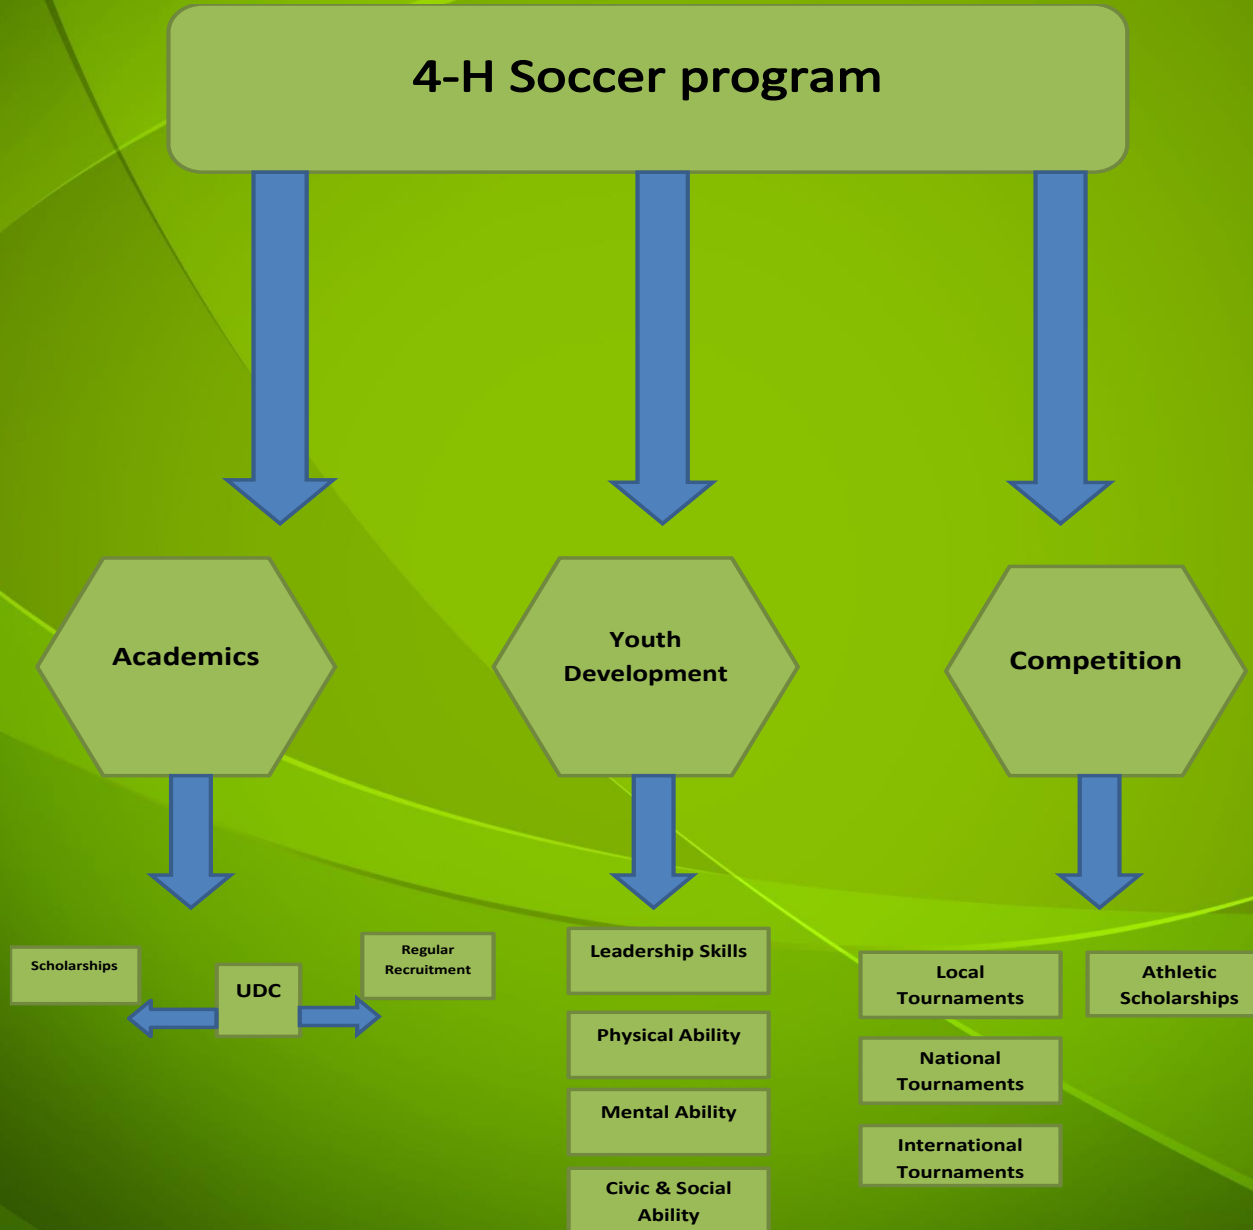 4-H Soccer program
Academics
Youth
Development
Competition
Scholarships
UDC
Regular
Recruitment
Leadership Skills
Physical Ability
Mental Ability
Civic & Social
Ability
Local
Tournaments
National
Tournaments
International
Tournaments
Athletic
Scholarships